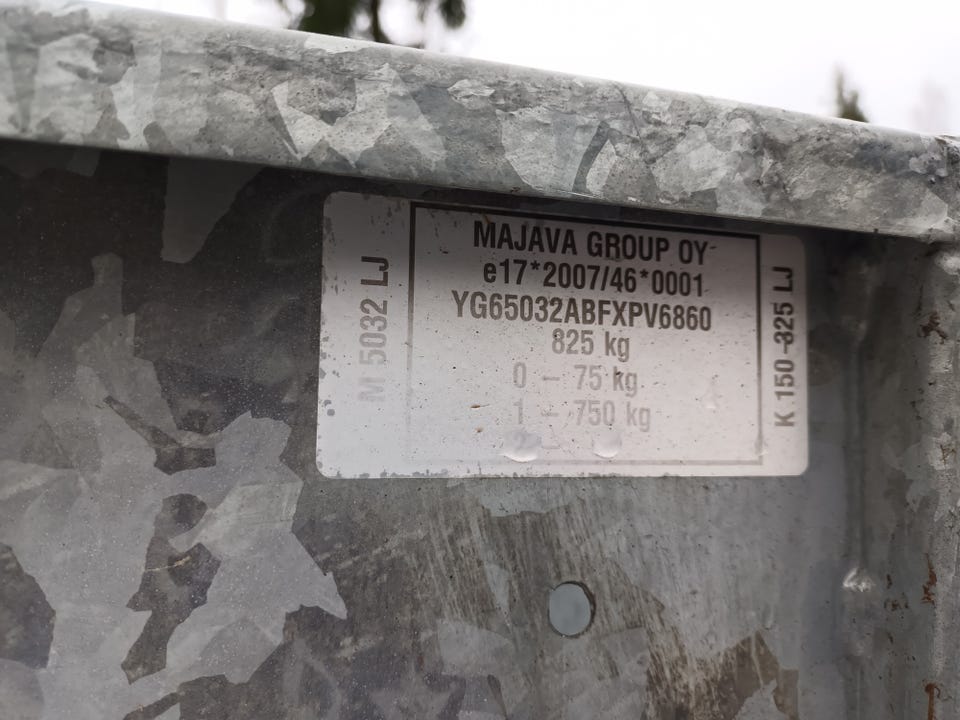 M 5032 LJ
MAJAVA GROUP OY
e17*2007/46*0001
YG65032ABFXPV6860
825 kg
0 – 75 kg
1 – 750 kg
K 150-325 LJ